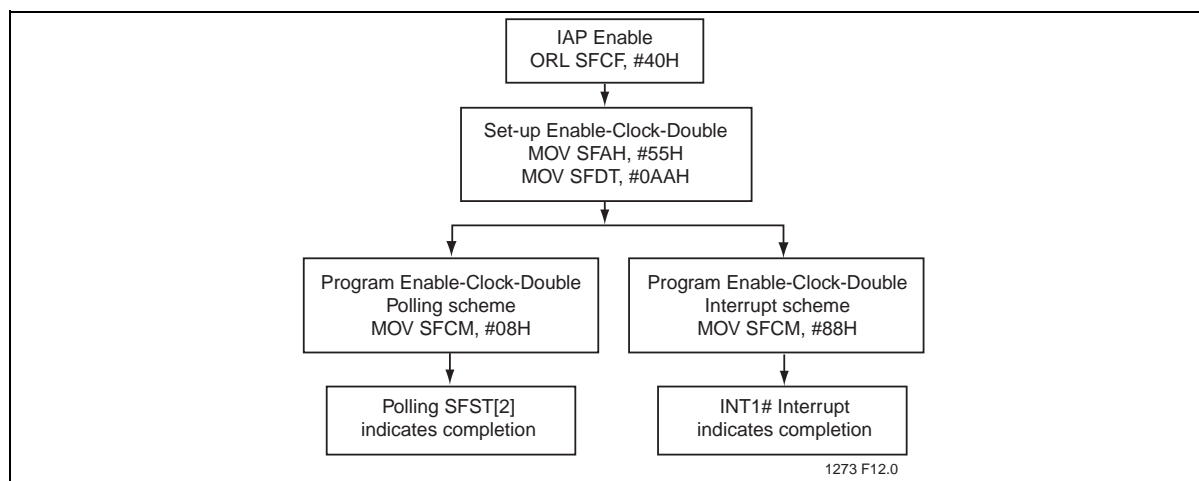 IAP Enable
ORL SFCF, #40H
Set-up Enable-Clock-Double
MOV SFAH, #55H
MOV SFDT, #0AAH
Program Enable-Clock-Double
Polling scheme
MOV SFCM, #08H
Program Enable-Clock-Double
Interrupt scheme
MOV SFCM, #88H
Polling SFST[2]
indicates completion
INT1# Interrupt
indicates completion
1273 F12.0